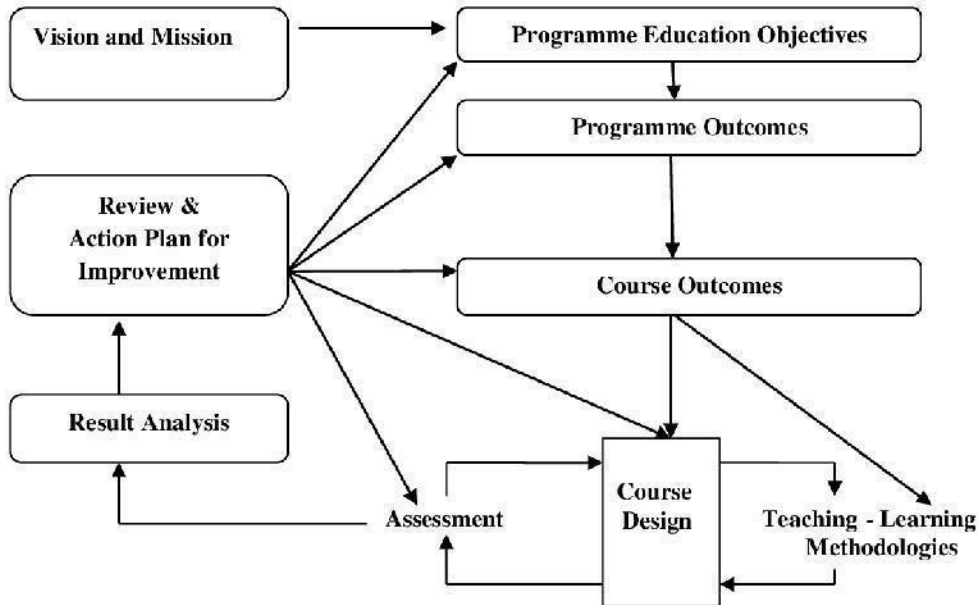 Vision and Mission
Programme Education Objectives
Programme Outcomes
Review &
Action Plan for
Improvement
Course Outcomes
Result Analysis
Assessment
Course
Design
Teaching - Learning
Methodologies